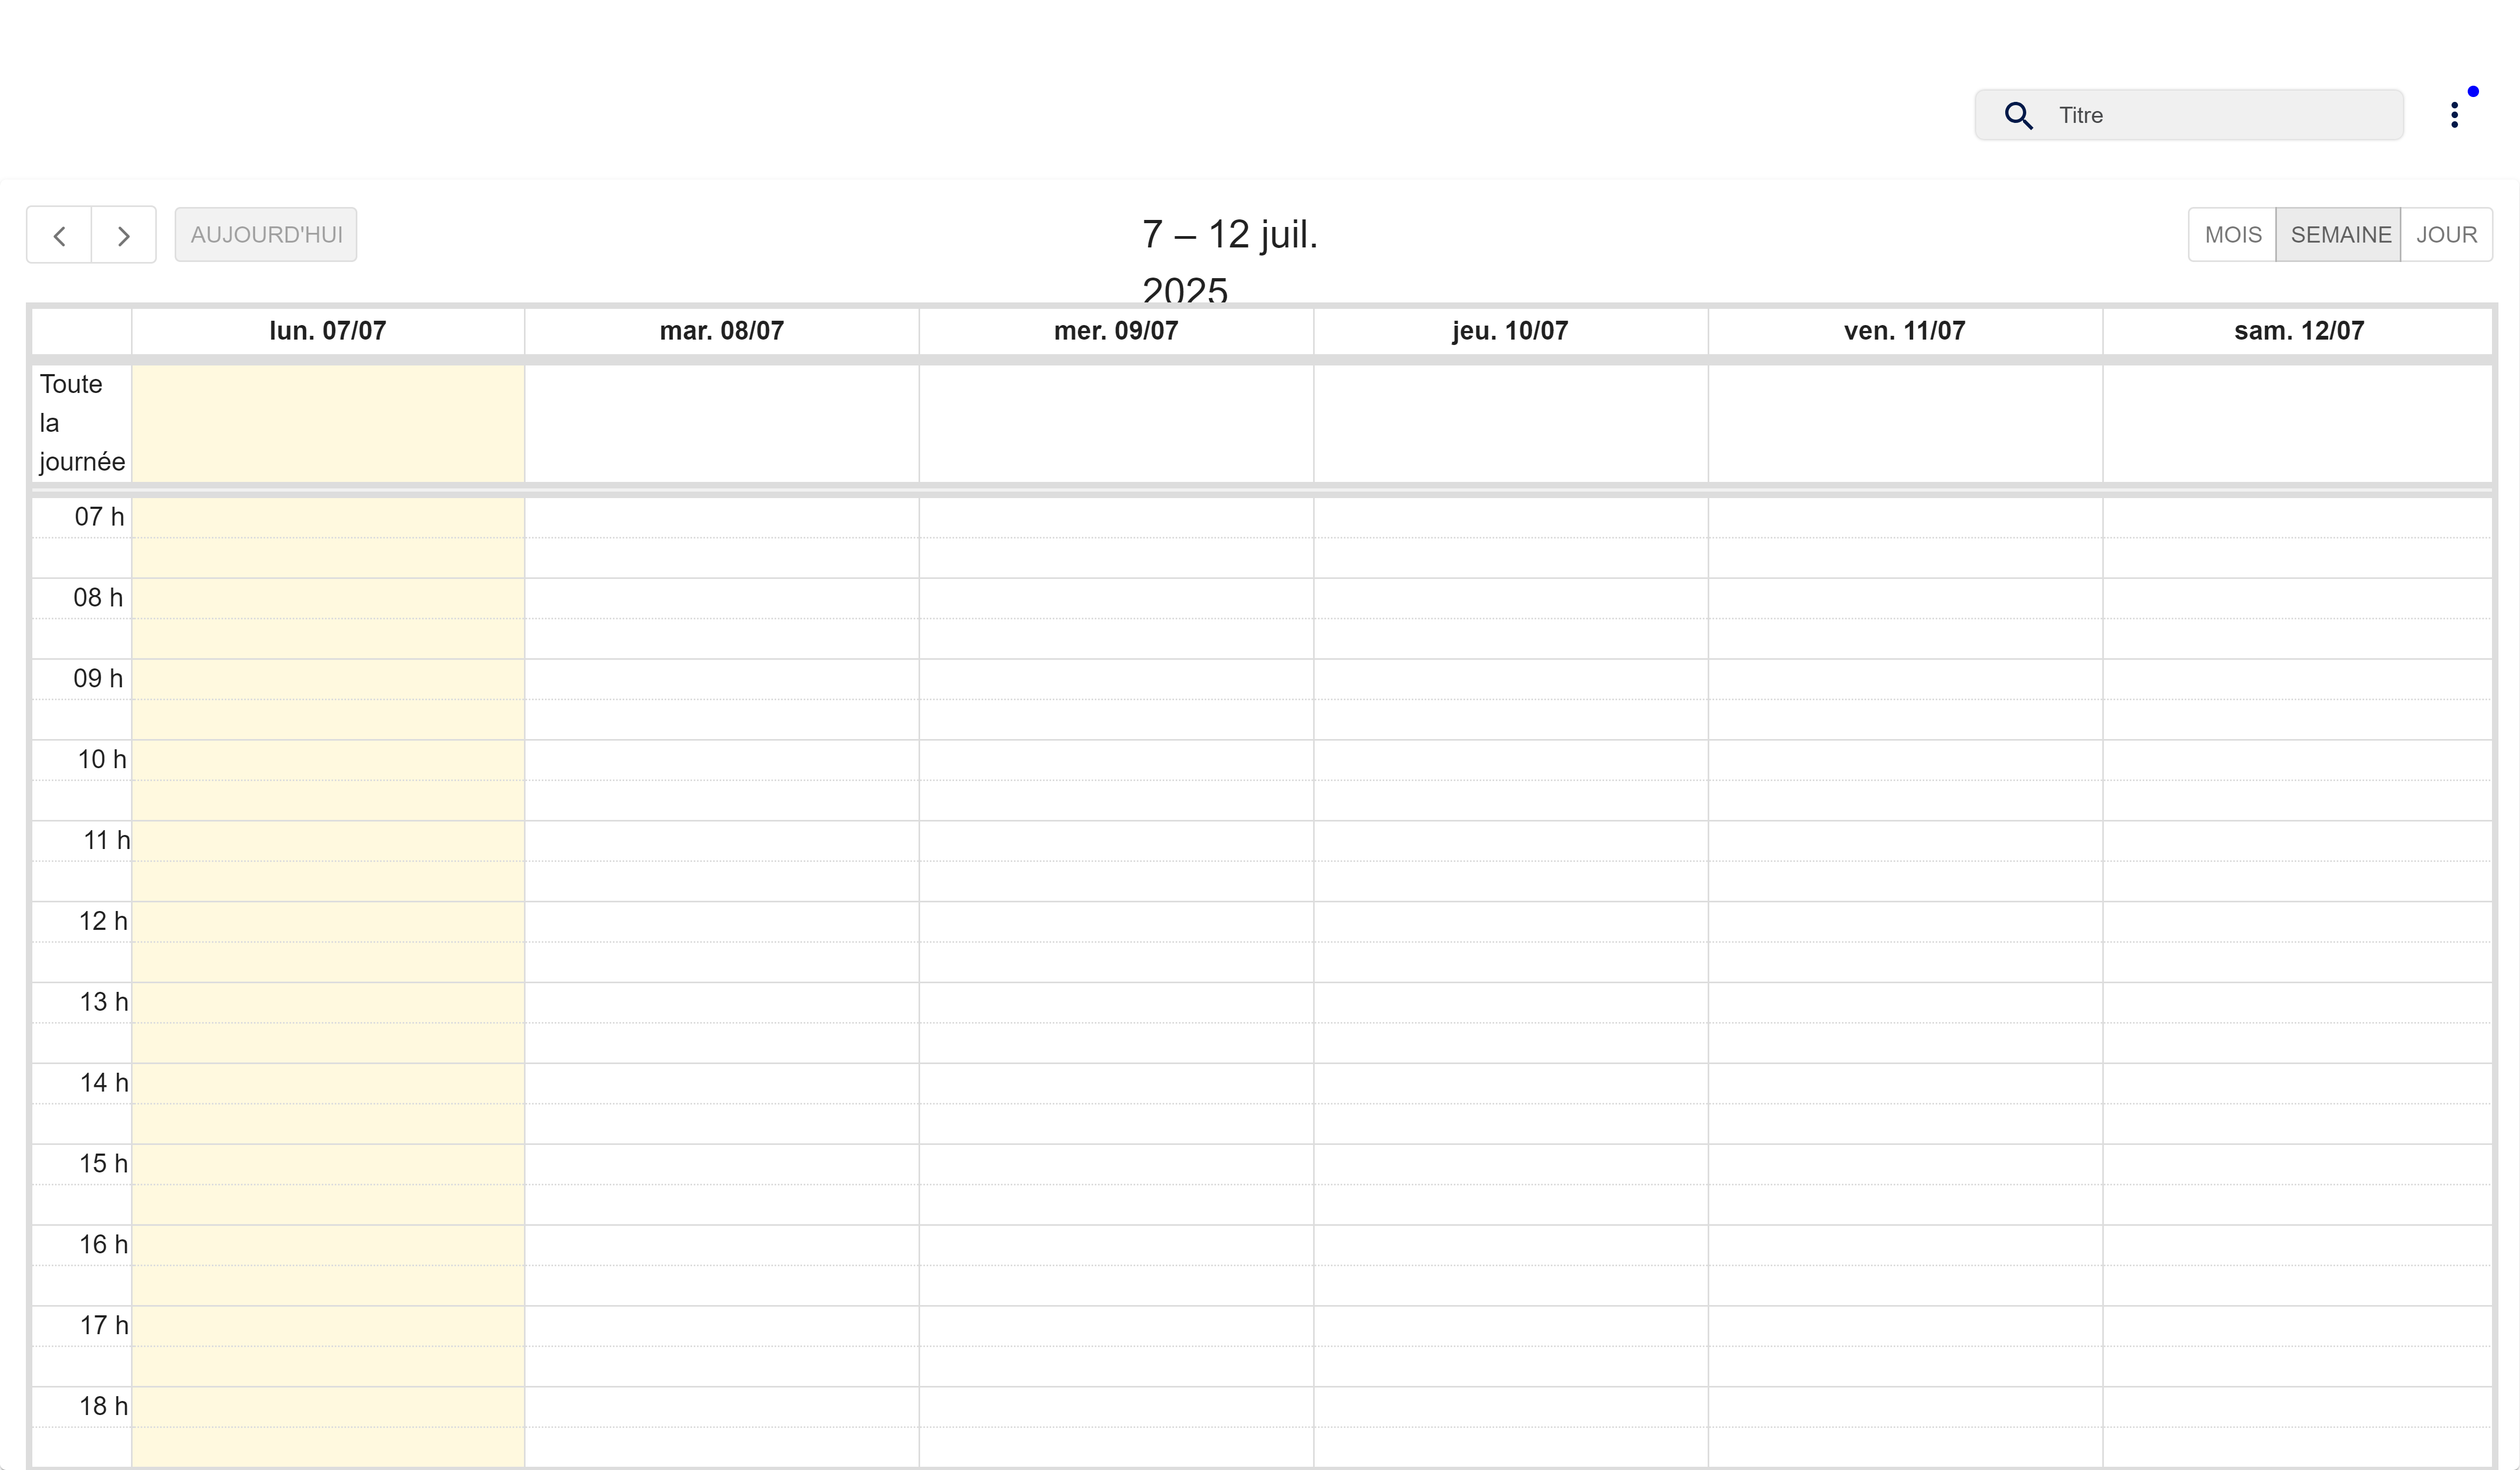 Titre
AUJOURD'HUI
7 – 12 juil.
2025
MOIS SEMAINE JOUR
lun. 07/07 mar. 08/07 mer. 09/07 jeu. 10/07 ven. 11/07 sam. 12/07
Toute
la
journée
07 h
08 h
09 h
10 h
11 h
12 h
13 h
14 h
15 h
16 h
17 h
18 h